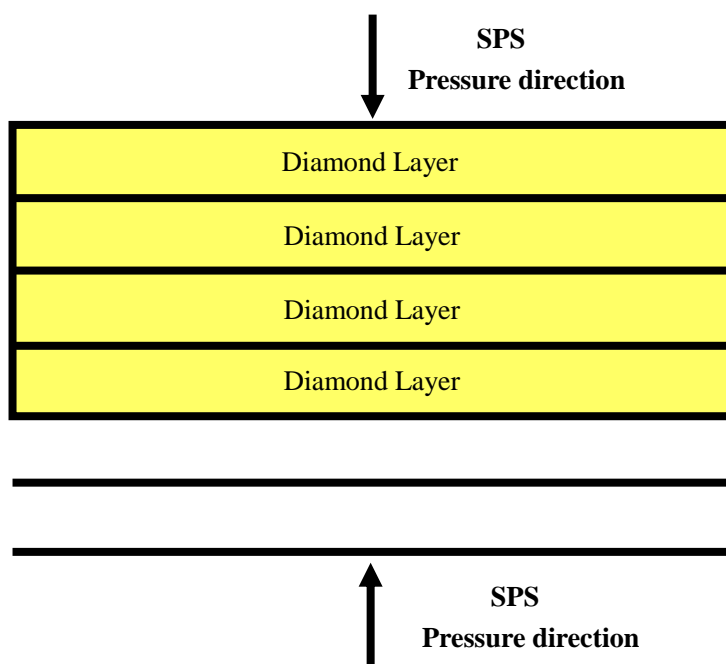 SPS
Pressure direction
Diamond Layer
Diamond Layer
Diamond Layer
Diamond Layer
SPS
Pressure direction